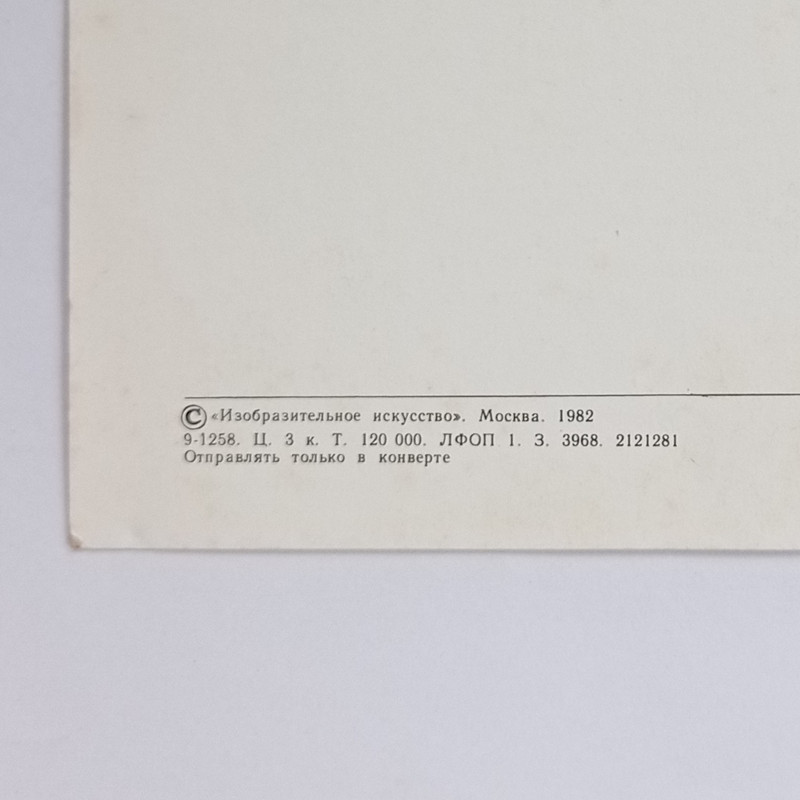 © «Изобразительное искусство». Москва. 1982
9-1258. Ц. 3 к. Т. 120 000. ЛФОП 1. З. 3968. 2121281
Отправлять только в конверте